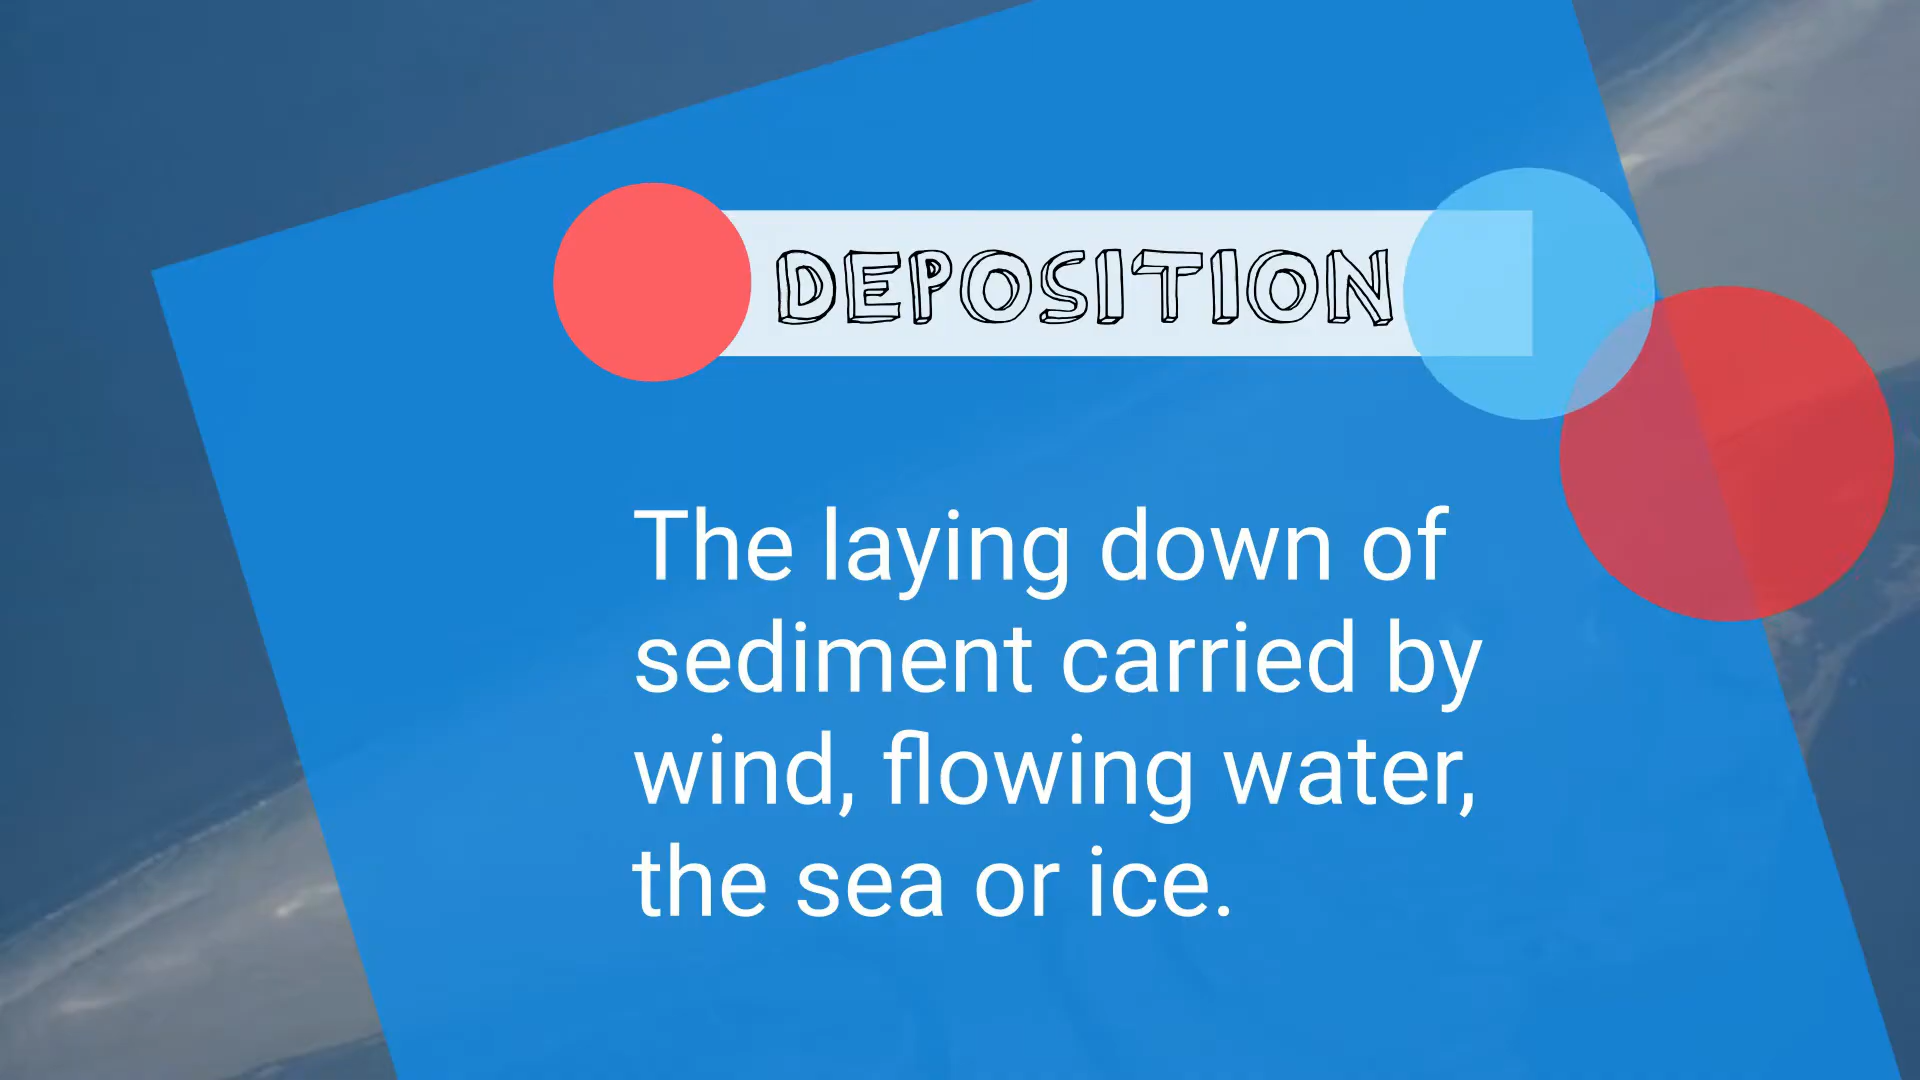 DEPOSITION
The laying down of
sediment carried by
wind, flowing water,
the sea or ice.